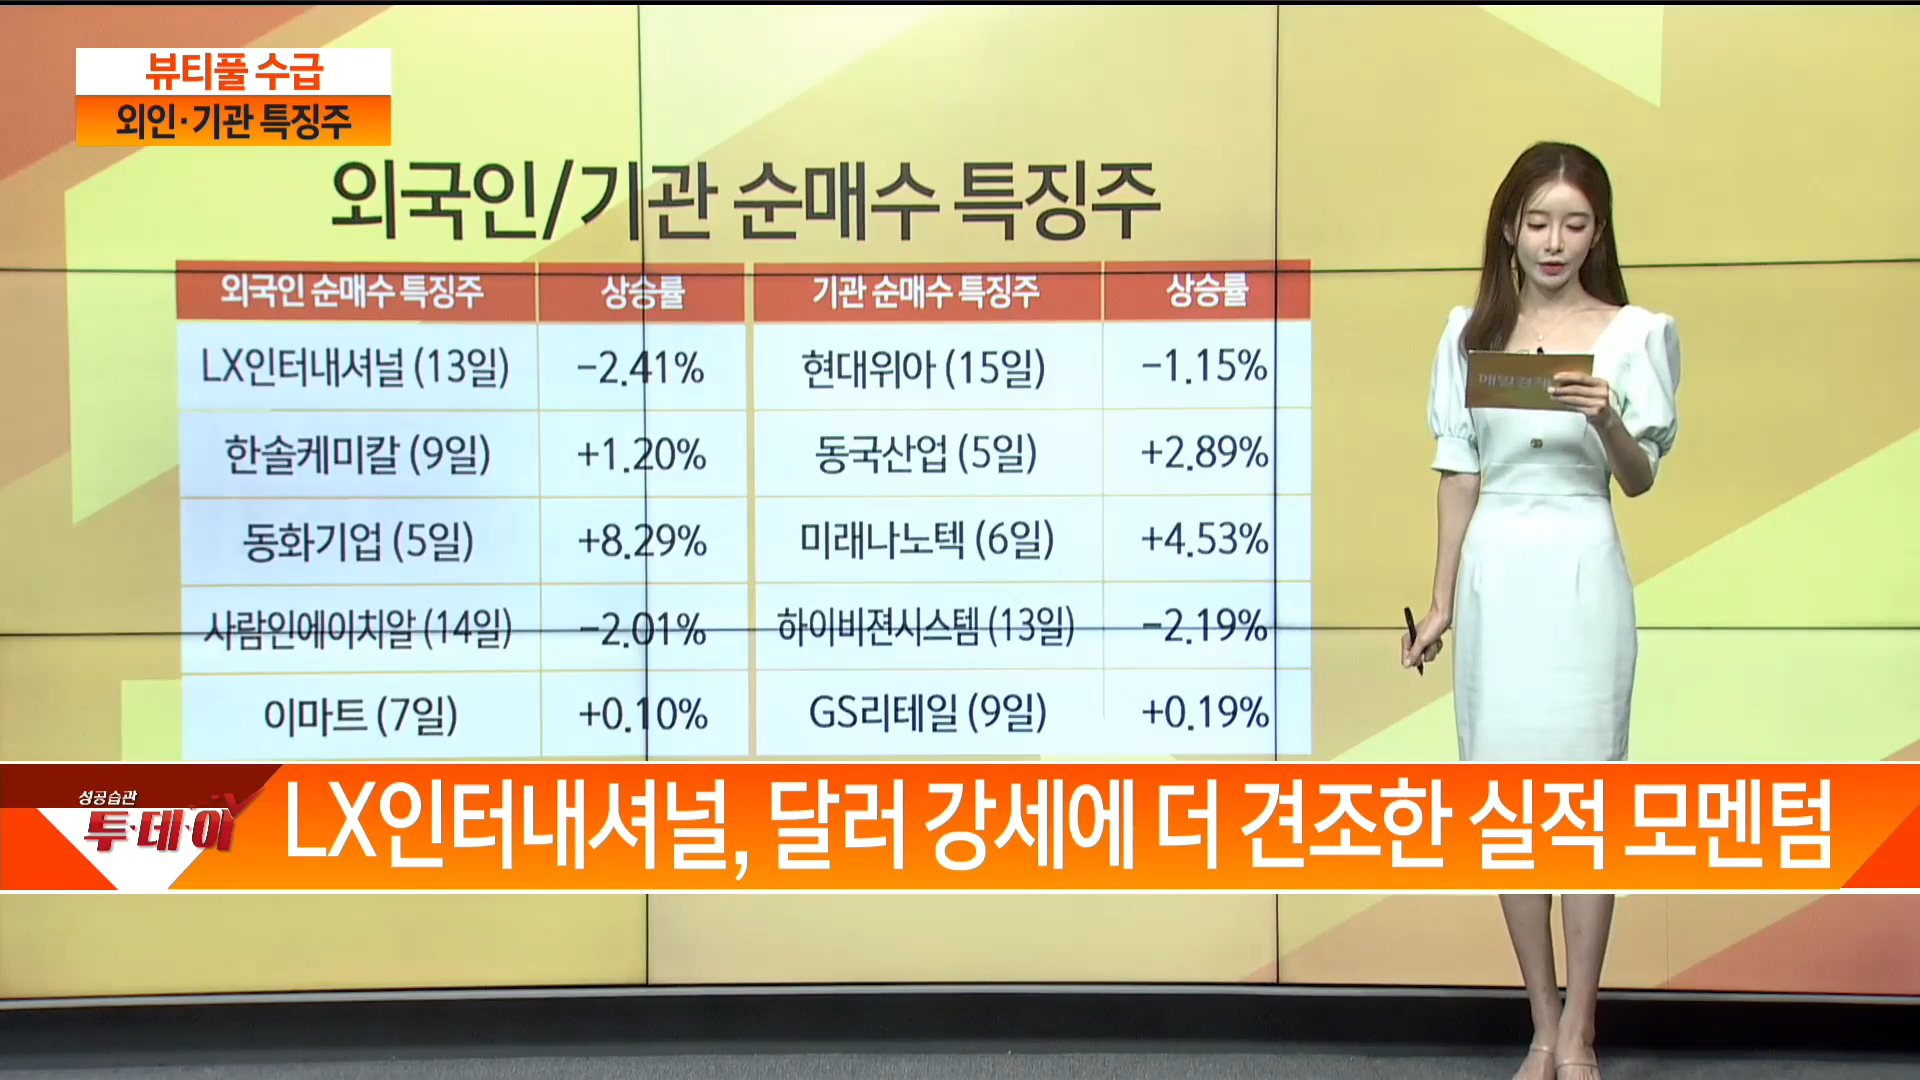 뷰티풀 수급
외인·기관 특징주
외국인/기관 순매수 특징주
외국인 순매수 특징주 상승률 기관 순매수 특징주 상승률
LX인터내셔널 (13일) -2.41% 현대위아 (15일) -1.15%
한솔케미칼 (9일) +1.20% 동국산업 (5일) +2.89%
동화기업 (5일) +8.29% 미래나노텍 (6일) +4.53%
사람인에이치알 (14일) -2.01% 하이비젼시스템 (13일) -2.19%
이마트 (7일) +0.10% GS리테일 (9일) +0.19%
매일경제
성공습관
투·데·이
LX인터내셔널, 달러 강세에 더 견조한 실적 모멘텀